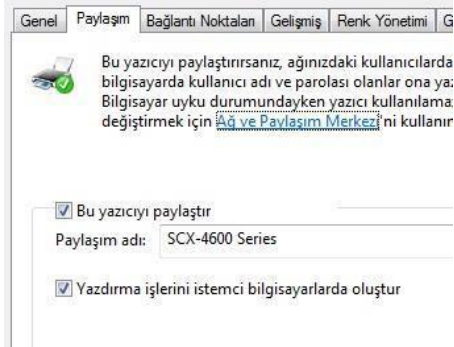 Genel Paylaşım Bağlantı Noktaları Gelişmiş Renk Yönetimi G
Bu yazıcıyı paylaştırırsanız, ağınızdaki kullanıcılarda
bilgisayarda kullanıcı adı ve parolası olanlar ona yaz
Bilgisayar uyku durumundayken yazıcı kullanılama
değiştirmek için Ağ ve Paylaşım Merkezi'ni kullanın
Bu yazıcıyı paylaştır
Paylaşım adı: SCX-4600 Series
Yazdırma işlerini istemci bilgisayarlarda oluştur